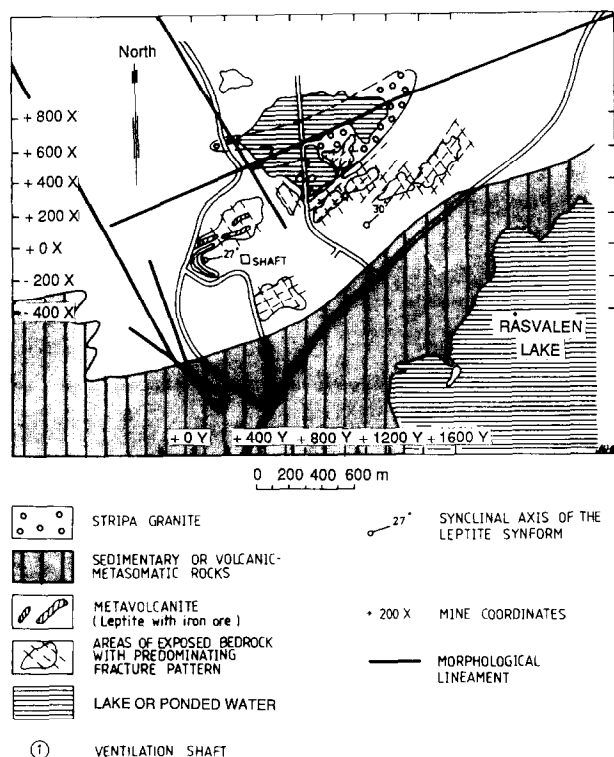 North
+ 800 X
+ 600 X
+ 400 X
+ 200 X
+ 0 X
- 200 X
- 400 X
30°
27°
SHAFT
RÅSVALEN
LAKE
+ 0 Y + 400 Y + 800 Y + 1200 Y + 1600 Y
0 200 400 600 m
STRIPA GRANITE
SEDIMENTARY OR VOLCANIC-
METASOMATIC ROCKS
METAVOLCANITE
( Leptite with iron ore )
AREAS OF EXPOSED BEDROCK
WITH PREDOMINATING
FRACTURE PATTERN
LAKE OR PONDED WATER
1 VENTILATION SHAFT
27° SYNCLINAL AXIS OF THE
LEPTITE SYNFORM
+ 200 X MINE COORDINATES
MORPHOLOGICAL
LINEAMENT